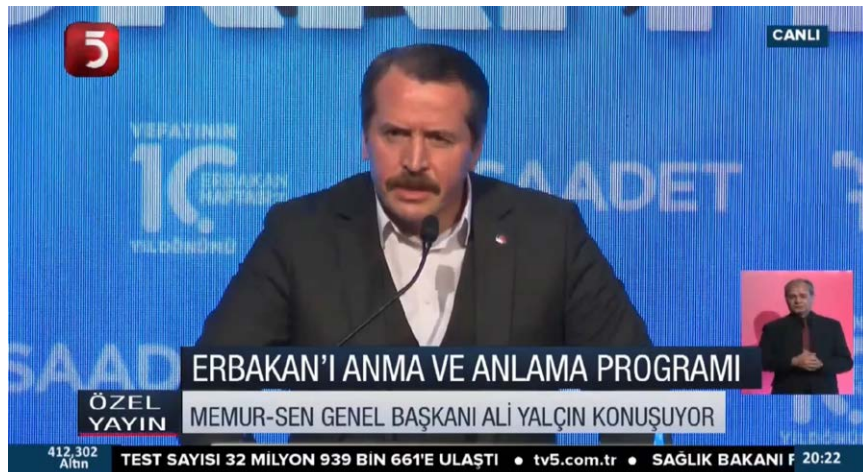 5
CANLI
VEFATININ
10.
ERBAKAN
HAFTASI
YILDÖNÜMÜ
SAADET
SAAD
ERBAKAN'I ANMA VE ANLAMA PROGRAMI
ÖZEL
YAYIN
MEMUR-SEN GENEL BAŞKANI ALİ YALÇIN KONUŞUYOR
412,302
Altın
TEST SAYISI 32 MİLYON 939 BİN 661'E ULAŞTI • tv5.com.tr • SAĞLIK BAKANI F 20:22